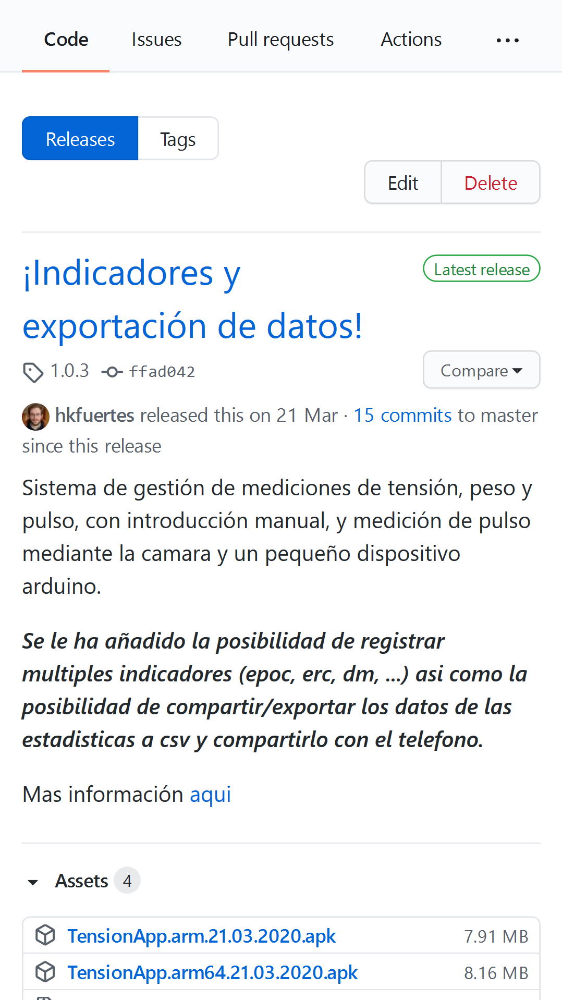 Code Issues Pull requests Actions ...
Releases Tags
Edit Delete
¡Indicadores y
exportación de datos!
Latest release
1.0.3 ffad042
Compare
hkfuertes released this on 21 Mar · 15 commits to master
since this release
Sistema de gestión de mediciones de tensión, peso y
pulso, con introducción manual, y medición de pulso
mediante la camara y un pequeño dispositivo
arduino.
Se le ha añadido la posibilidad de registrar
multiples indicadores (epoc, erc, dm, ...) asi como la
posibilidad de compartir/exportar los datos de las
estadisticas a csv y compartirlo con el telefono.
Mas información aqui
Assets 4
TensionApp.arm.21.03.2020.apk 7.91 MB
TensionApp.arm64.21.03.2020.apk 8.16 MB